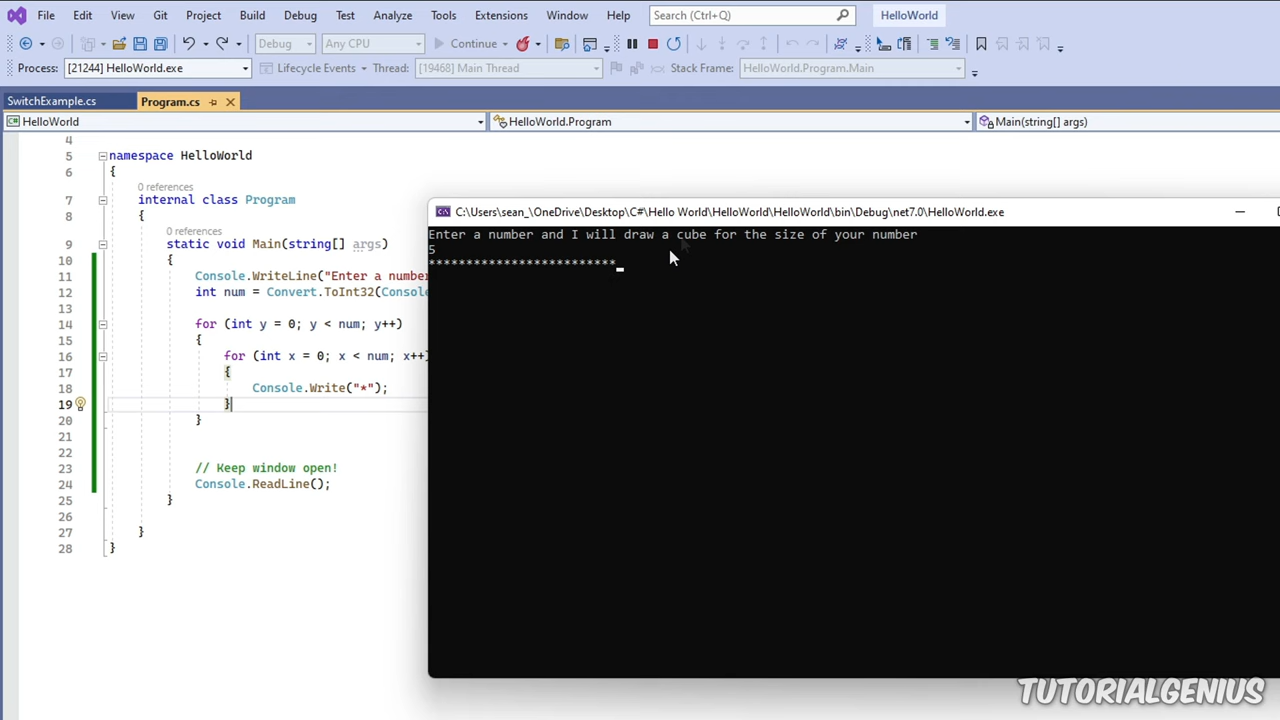 File Edit View Git Project Build Debug Test Analyze Tools Extensions Window Help Search (Ctrl+Q) HelloWorld
Debug Any CPU Continue
Process: [21244] HelloWorld.exe Lifecycle Events Thread: [19468] Main Thread Stack Frame: HelloWorld.Program.Main
SwitchExample.cs Program.cs
HelloWorld HelloWorld.Program Main(string[] args)
4
5 namespace HelloWorld
6 {
0 references
7 internal class Program
8 {
0 references
9 static void Main(string[] args)
10 {
11 Console.WriteLine("Enter a number
12 int num = Convert.ToInt32(Console
13
14 for (int y = 0; y < num; y++)
15 {
16 for (int x = 0; x < num; x++)
17 {
18 Console.Write("*");
19 }
20 }
21
22
23 // Keep window open!
24 Console.ReadLine();
25 }
26
27 }
28 }
C:\Users\sean_\OneDrive\Desktop\C#\Hello World\HelloWorld\HelloWorld\bin\Debug\net7.0\HelloWorld.exe
Enter a number and I will draw a cube for the size of your number
5
*************************
TUTORIALGENIUS